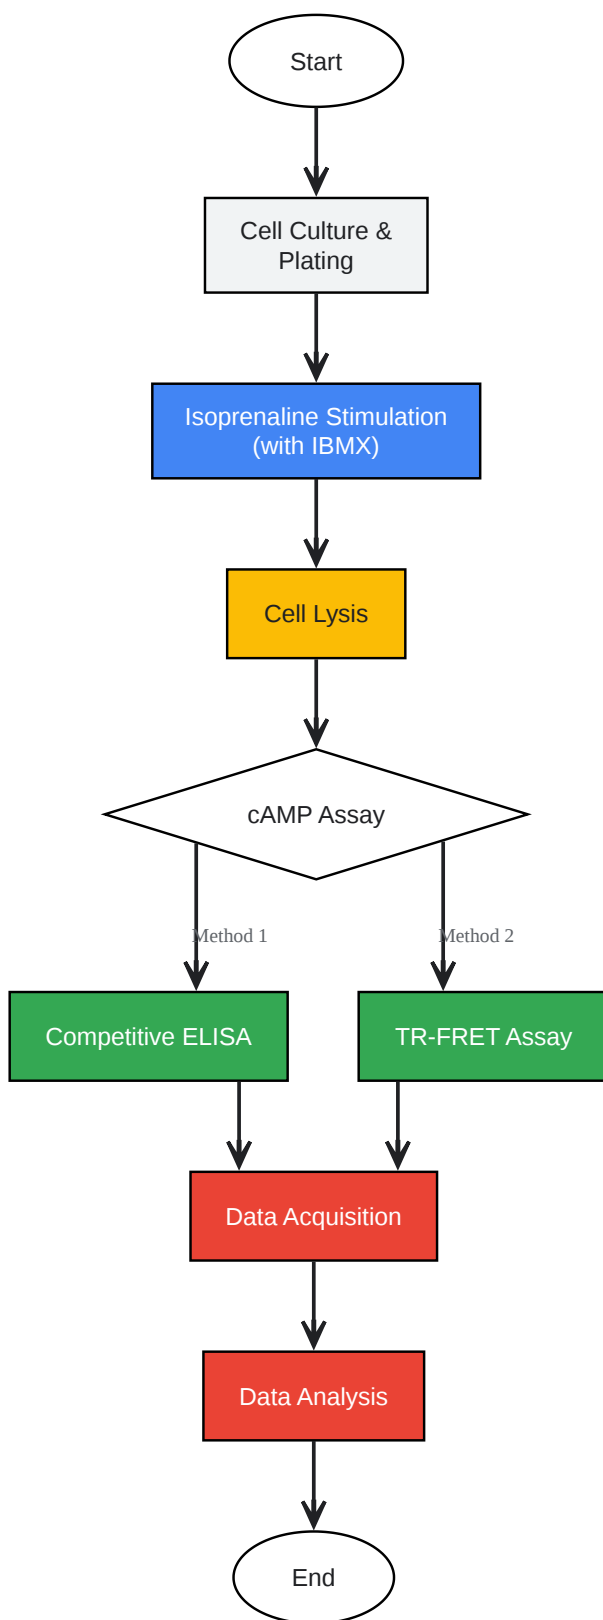 Start
Cell Culture &
Plating
Isoprenaline Stimulation
(with IBMX)
Cell Lysis
cAMP Assay
Method 1
Method 2
Competitive ELISA
TR-FRET Assay
Data Acquisition
Data Analysis
End